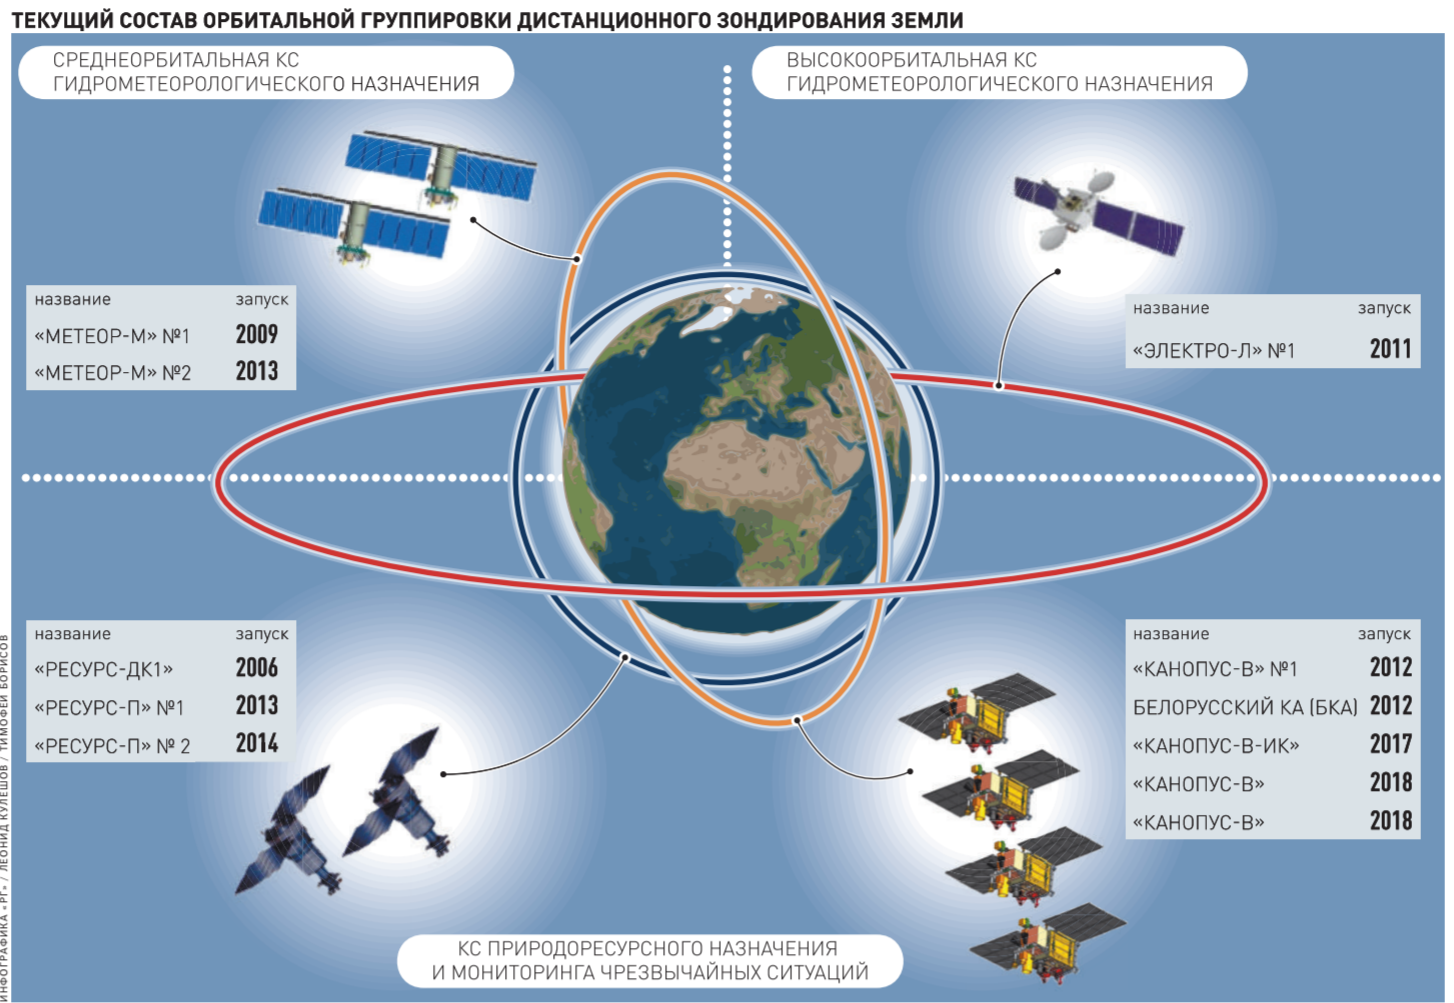 ТЕКУЩИЙ СОСТАВ ОРБИТАЛЬНОЙ ГРУППИРОВКИ ДИСТАНЦИОННОГО ЗОНДИРОВАНИЯ ЗЕМЛИ
СРЕДНЕОРБИТАЛЬНАЯ КС
ГИДРОМЕТЕОРОЛОГИЧЕСКОГО НАЗНАЧЕНИЯ
ВЫСОКООРБИТАЛЬНАЯ КС
ГИДРОМЕТЕОРОЛОГИЧЕСКОГО НАЗНАЧЕНИЯ
название запуск
«МЕТЕОР-М» №1 2009
«МЕТЕОР-М» №2 2013
название запуск
«ЭЛЕКТРО-Л» №1 2011
название запуск
«РЕСУРС-ДК1» 2006
«РЕСУРС-П» №1 2013
«РЕСУРС-П» № 2 2014
название запуск
«КАНОПУС-В» №1 2012
БЕЛОРУССКИЙ КА (БКА) 2012
«КАНОПУС-В-ИК» 2017
«КАНОПУС-В» 2018
«КАНОПУС-В» 2018
КС ПРИРОДОРЕСУРСНОГО НАЗНАЧЕНИЯ
И МОНИТОРИНГА ЧРЕЗВЫЧАЙНЫХ СИТУАЦИЙ
ИНФОГРАФИКА «РГ» / ЛЕОНИД КУЛЕШОВ / ТИМОФЕЙ БОРИСОВ